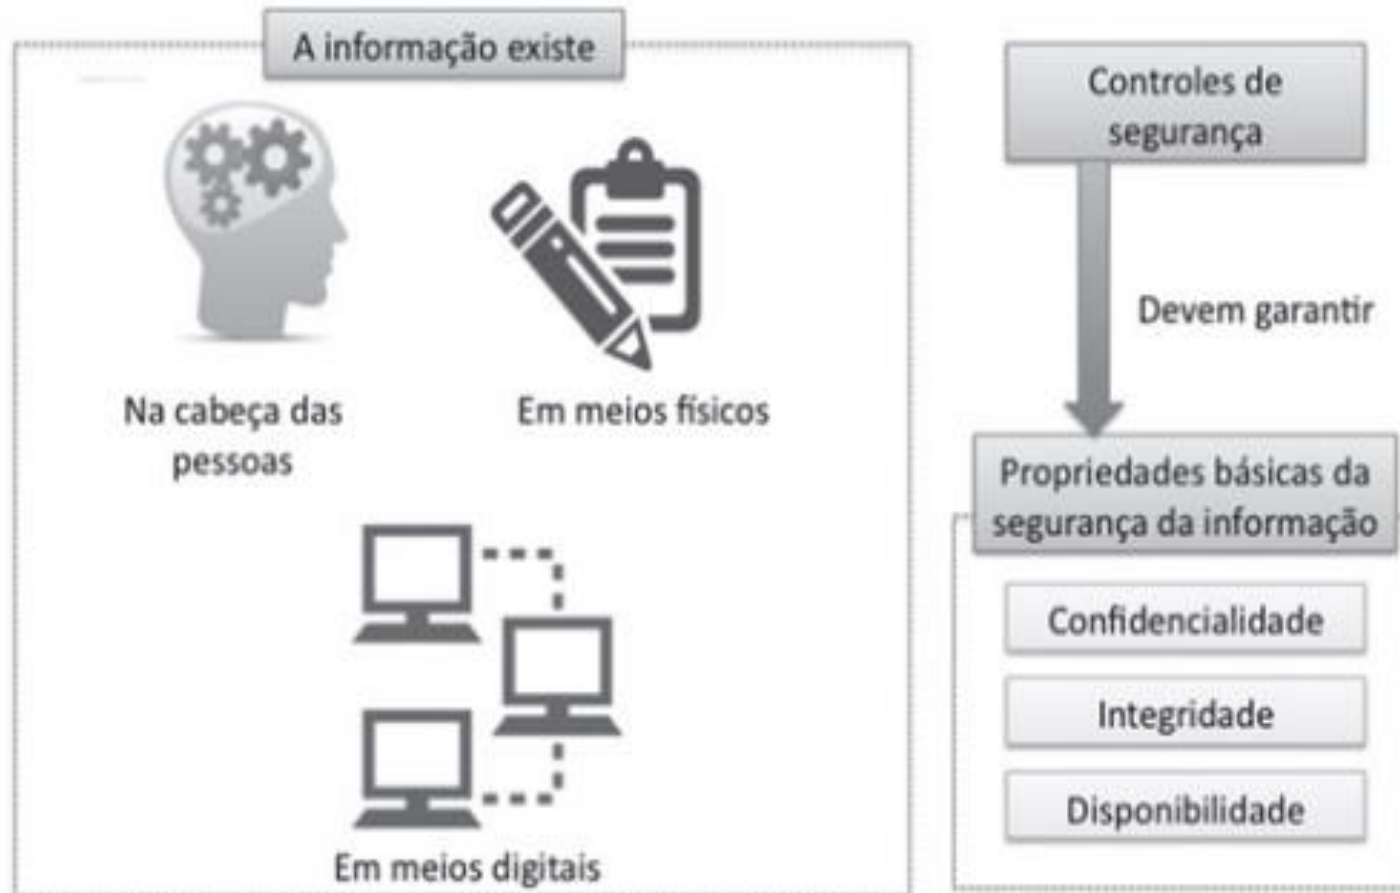 A informação existe
Na cabeça das
pessoas
Em meios físicos
Em meios digitais
Controles de
segurança
Devem garantir
Propriedades básicas da
segurança da informação
Confidencialidade
Integridade
Disponibilidade